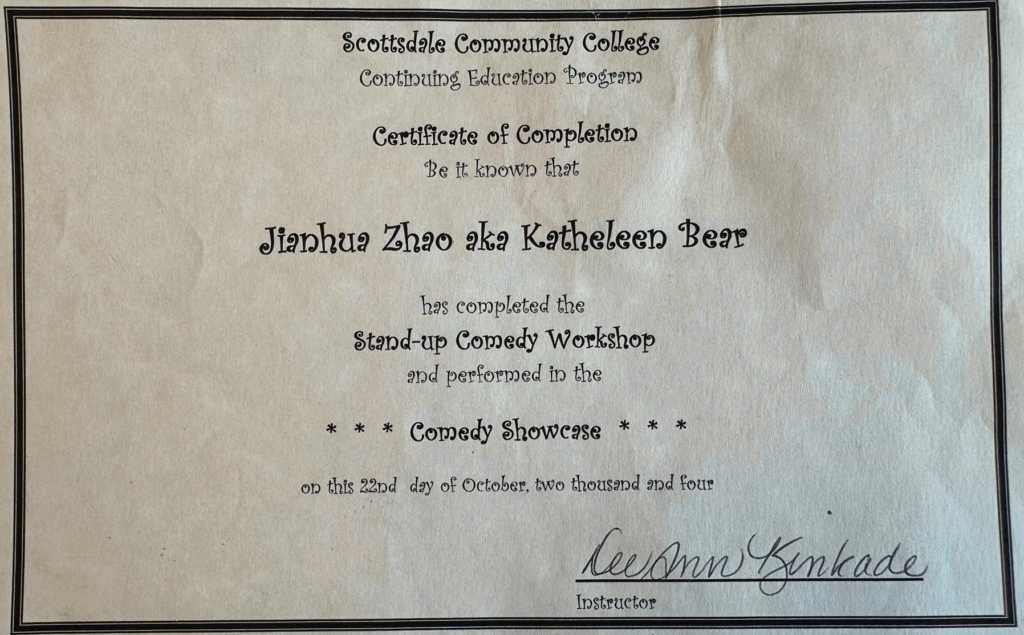 Scottsdale Community College
Continuing Education Program
Certificate of Completion
Be it known that
Jianhua Zhao aka Katheleen Bear
has completed the
Stand-up Comedy Workshop
and performed in the
* * * Comedy Showcase * * *
on this 22nd day of October, two thousand and four
LeeAnn Kinkade
Instructor